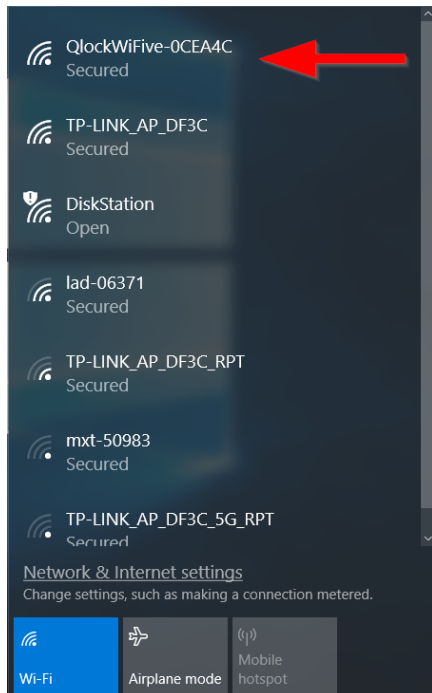 QlockWiFive-0CEA4C
Secured
TP-LINK_AP_DF3C
Secured
DiskStation
Open
lad-06371
Secured
TP-LINK_AP_DF3C_RPT
Secured
mxt-50983
Secured
TP-LINK_AP_DF3C_5G_RPT
Secured
Network & Internet settings
Change settings, such as making a connection metered.
Wi-Fi
Airplane mode
Mobile
hotspot